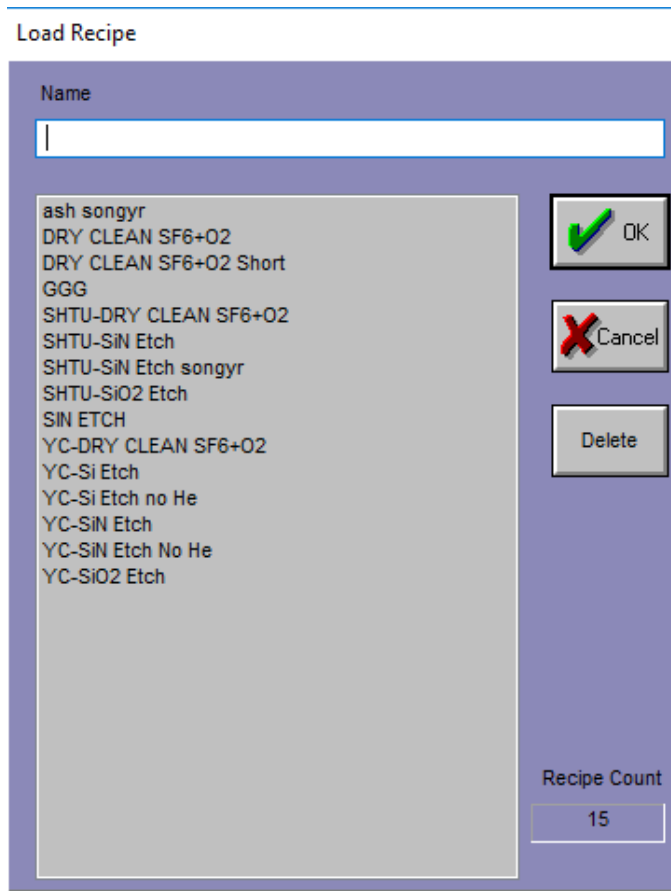 Load Recipe
Name
ash songyr
DRY CLEAN SF6+O2
DRY CLEAN SF6+O2 Short
GGG
SHTU-DRY CLEAN SF6+O2
SHTU-SiN Etch
SHTU-SiN Etch songyr
SHTU-SiO2 Etch
SIN ETCH
YC-DRY CLEAN SF6+O2
YC-Si Etch
YC-Si Etch no He
YC-SiN Etch
YC-SiN Etch No He
YC-SiO2 Etch
OK
Cancel
Delete
Recipe Count
15